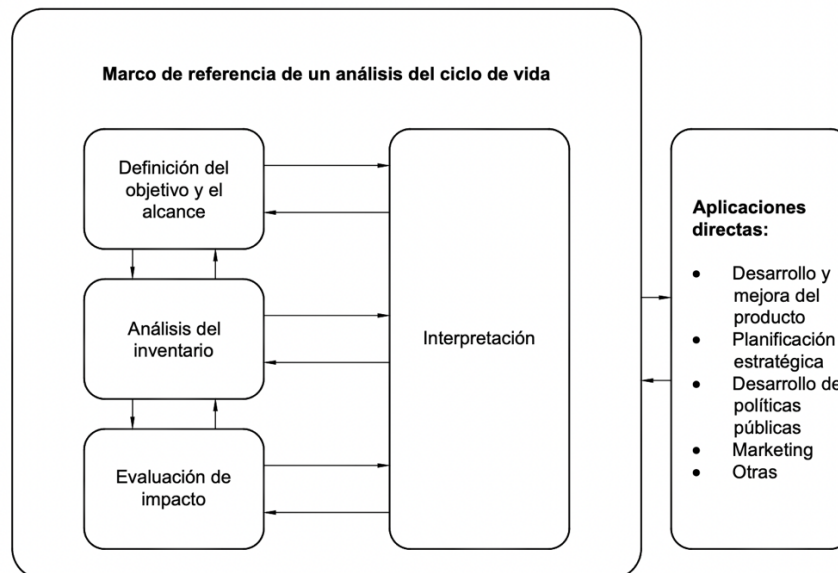 Marco de referencia de un análisis del ciclo de vida
Definición del
objetivo y el
alcance
Análisis del
inventario
Evaluación de
impacto
Interpretación
Aplicaciones
directas:
• Desarrollo y
mejora del
producto
• Planificación
estratégica
• Desarrollo de
políticas
públicas
• Marketing
• Otras